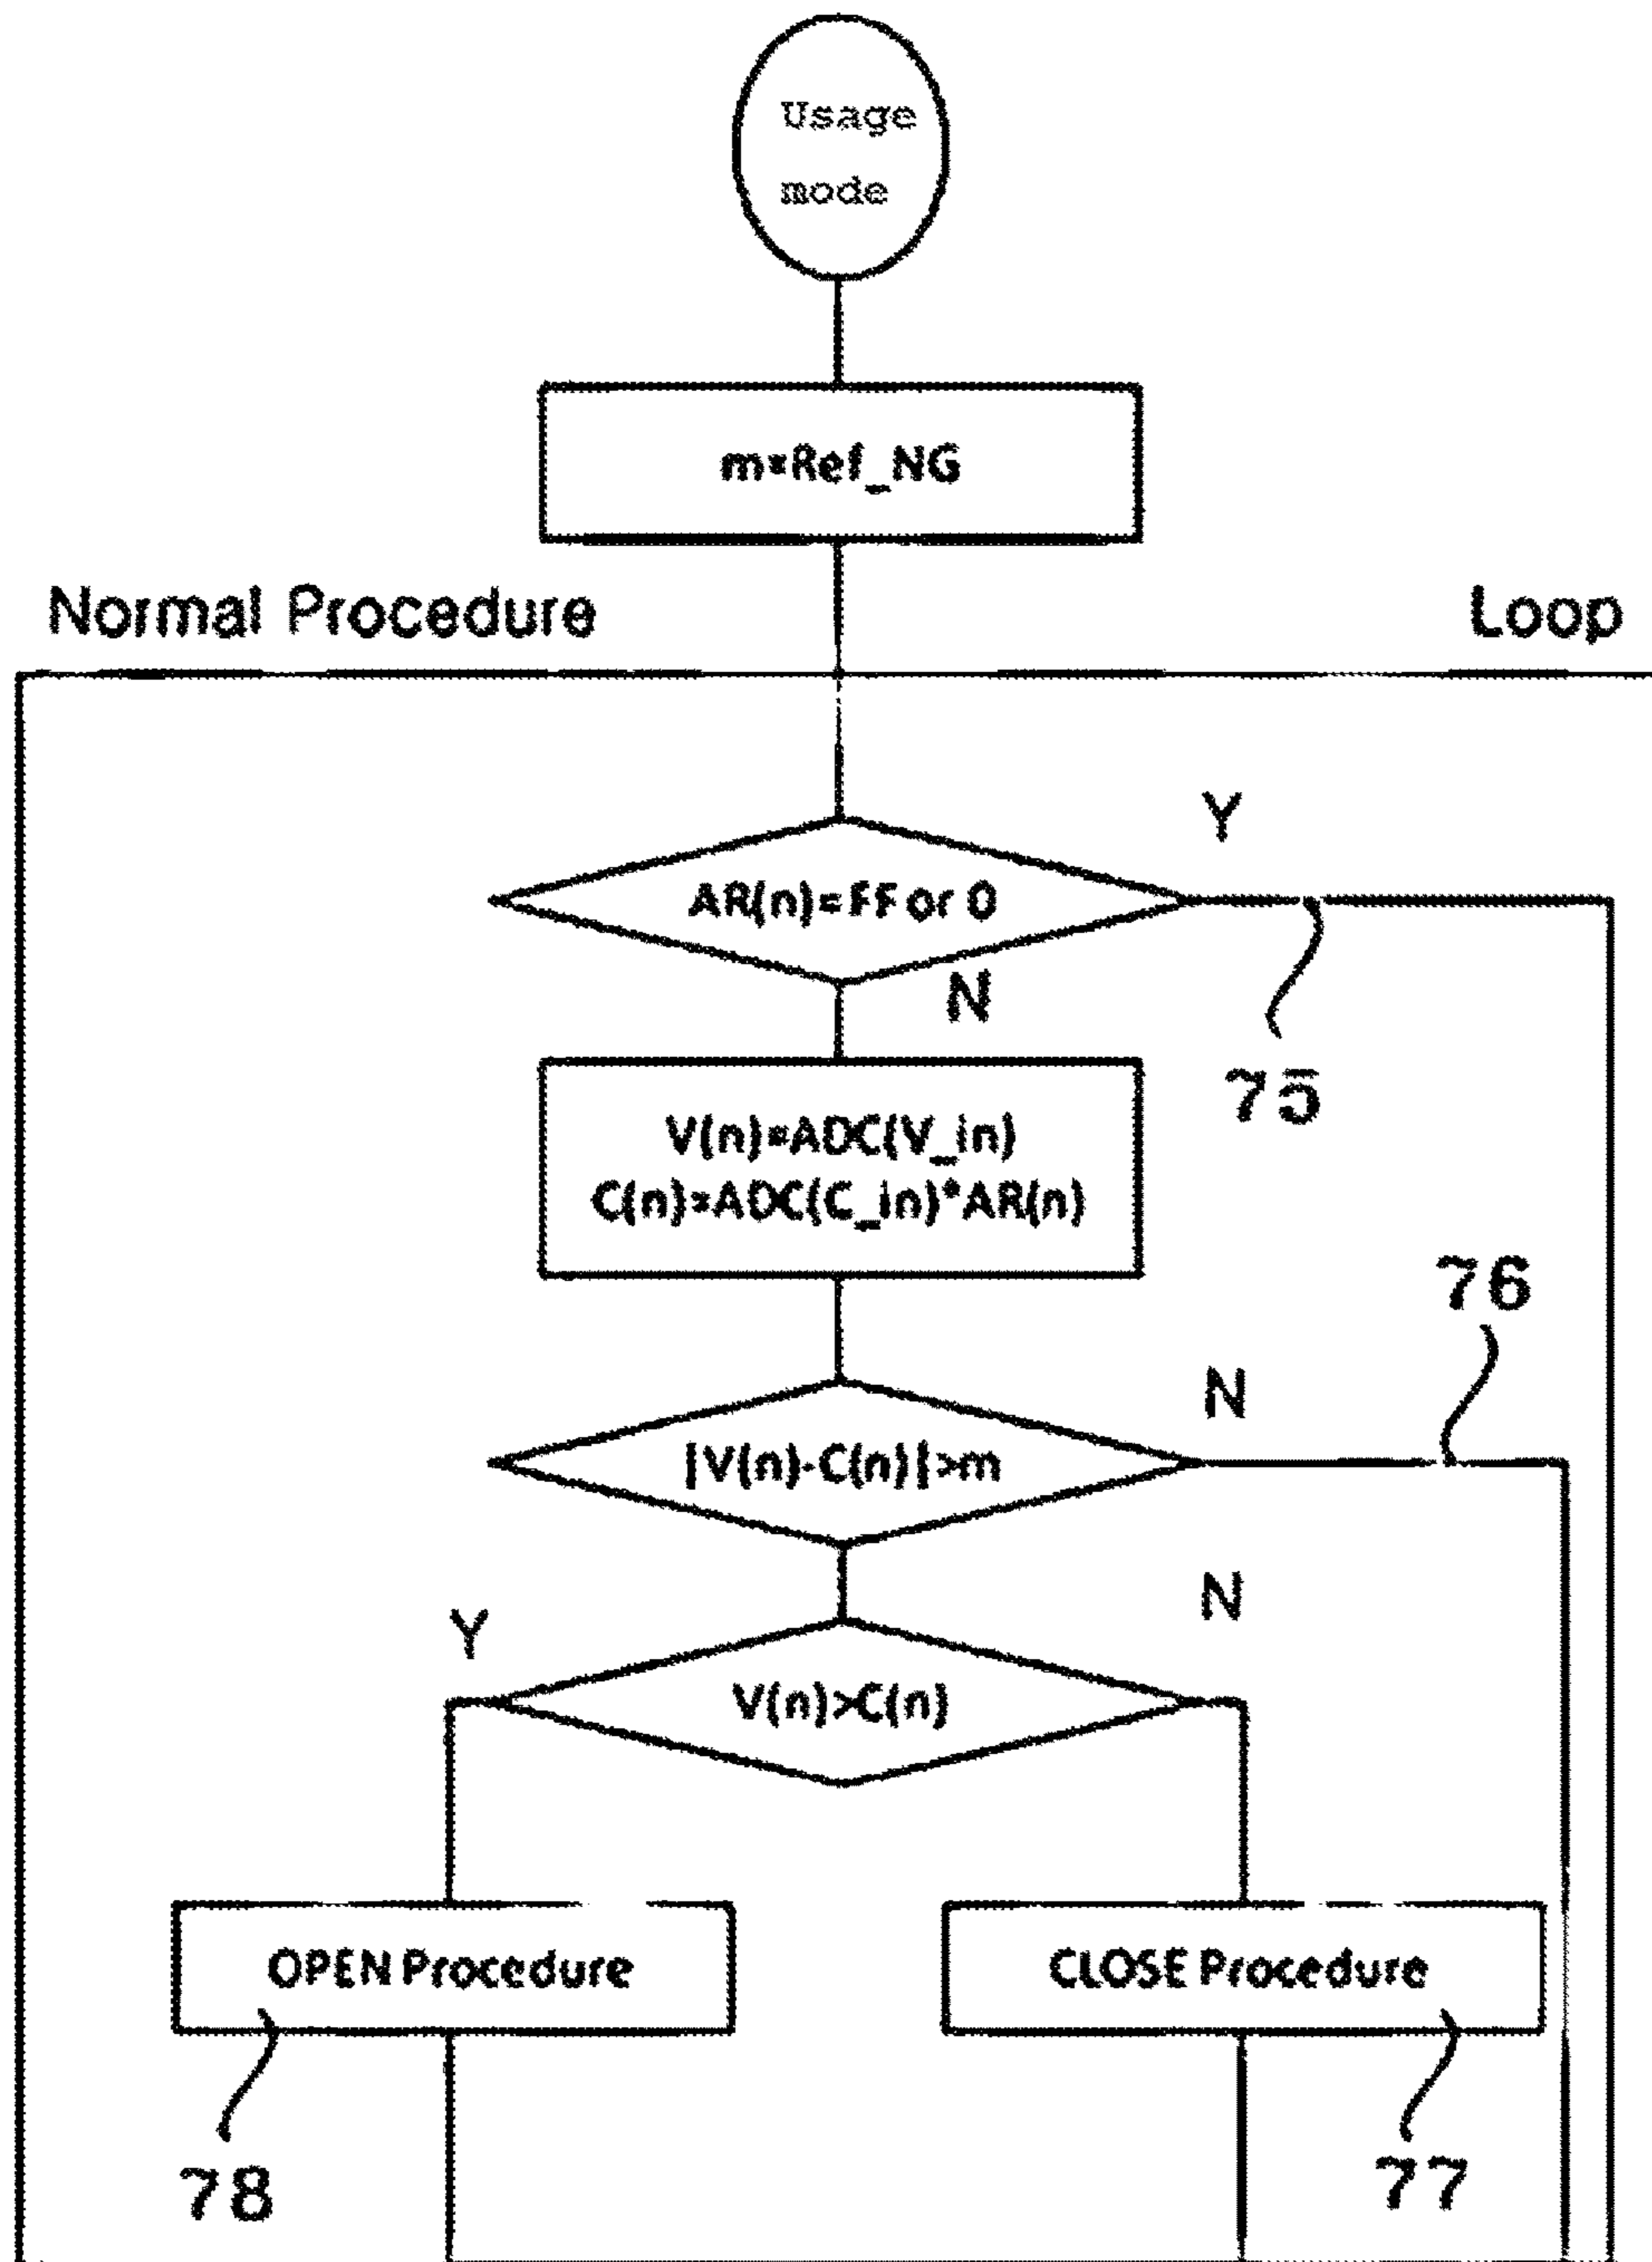 Usage
mode
m=Ref_NG
Normal Procedure
Loop
Y
AR(n)=FF or 0
N
75
V(n)=ADC(V_in)
C(n)=ADC(C_in)*AR(n)
76
N
|V(n)-C(n)|>m
N
Y
V(n)>C(n)
OPEN Procedure
CLOSE Procedure
78
77